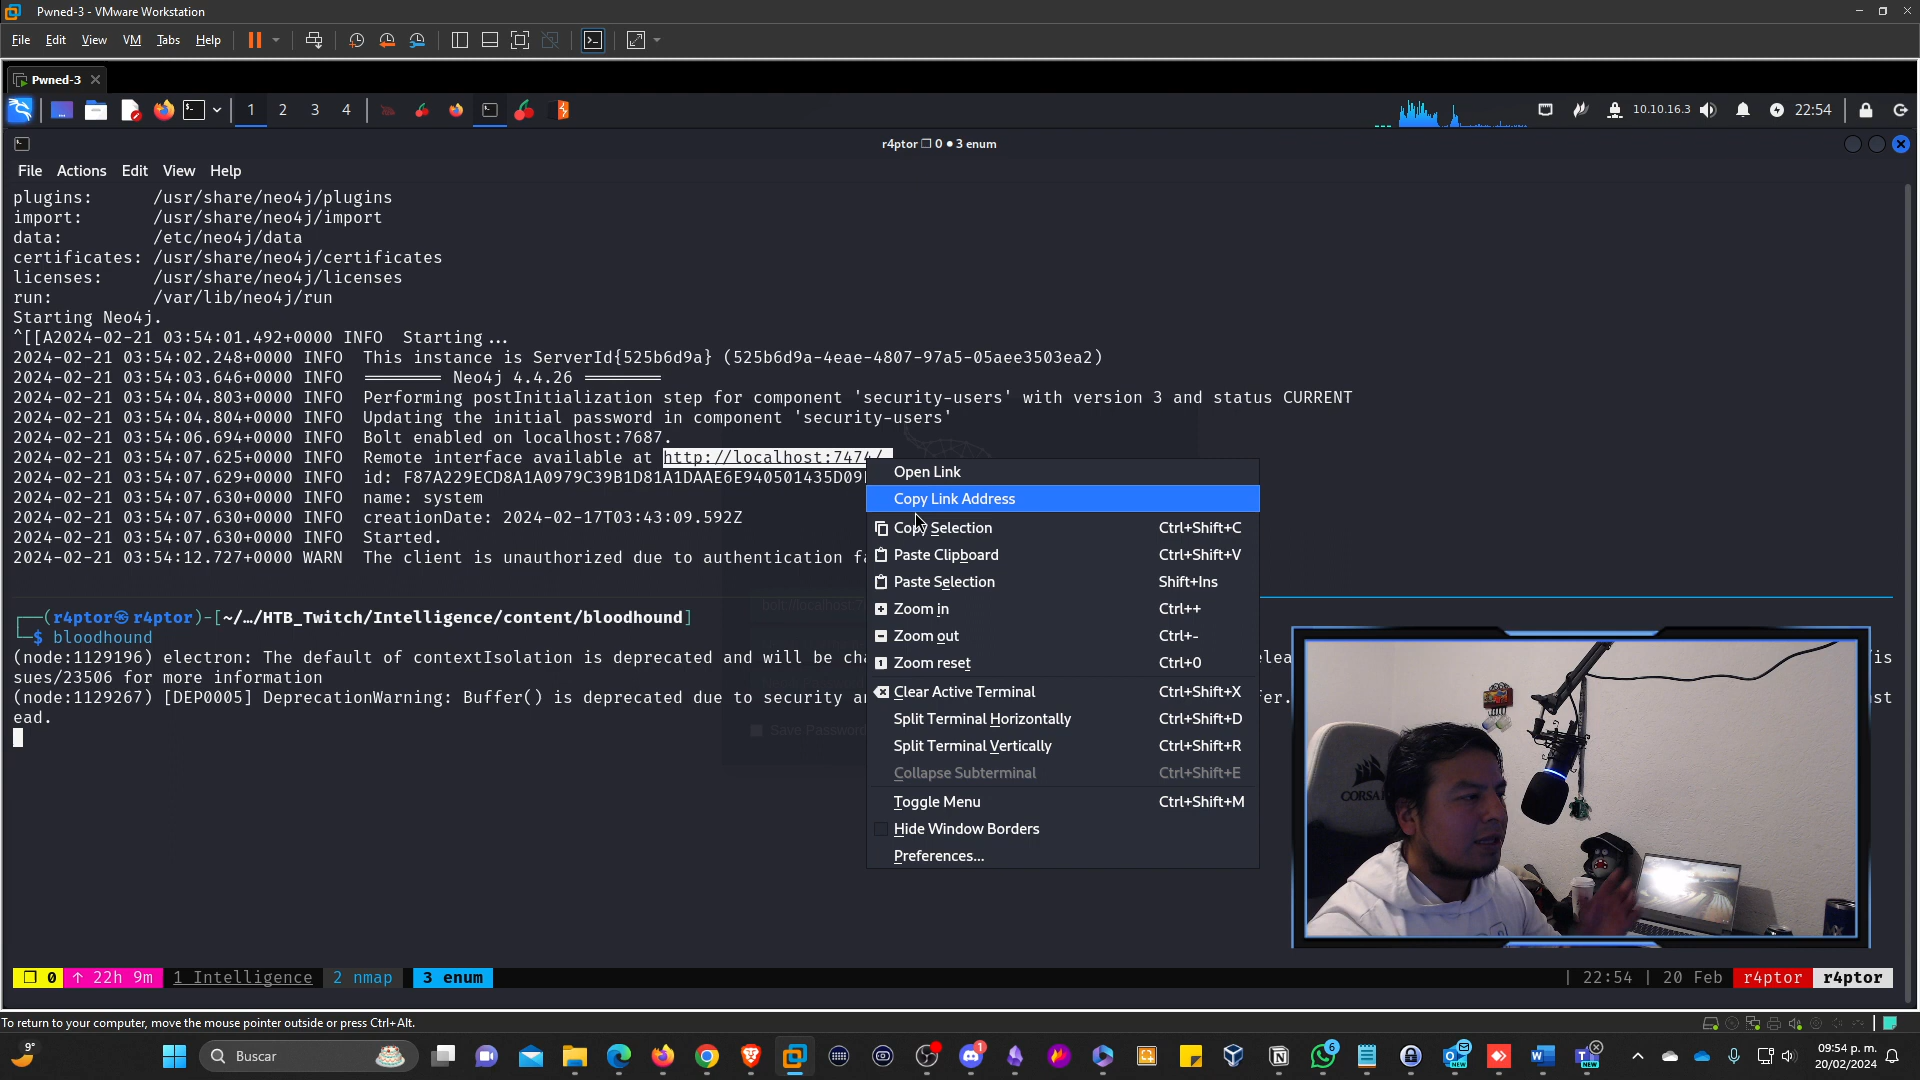 Pwned-3 - VMware Workstation
File Edit View VM Tabs Help
Pwned-3
1 2 3 4 10.10.16.3 22:54
r4ptor ❐ 0 ● 3 enum
File Actions Edit View Help
plugins: /usr/share/neo4j/plugins
import: /usr/share/neo4j/import
data: /etc/neo4j/data
certificates: /usr/share/neo4j/certificates
licenses: /usr/share/neo4j/licenses
run: /var/lib/neo4j/run
Starting Neo4j.
^[[A2024-02-21 03:54:01.492+0000 INFO Starting...
2024-02-21 03:54:02.248+0000 INFO This instance is ServerId{525b6d9a} (525b6d9a-4eae-4807-97a5-05aee3503ea2)
2024-02-21 03:54:03.646+0000 INFO ======== Neo4j 4.4.26 ========
2024-02-21 03:54:04.803+0000 INFO Performing postInitialization step for component 'security-users' with version 3 and status CURRENT
2024-02-21 03:54:04.804+0000 INFO Updating the initial password in component 'security-users'
2024-02-21 03:54:06.694+0000 INFO Bolt enabled on localhost:7687.
2024-02-21 03:54:07.625+0000 INFO Remote interface available at http://localhost:7474/
2024-02-21 03:54:07.629+0000 INFO id: F87A229ECD8A1A0979C39B1D81A1DAAE6E940501435D09
2024-02-21 03:54:07.630+0000 INFO name: system
2024-02-21 03:54:07.630+0000 INFO creationDate: 2024-02-17T03:43:09.592Z
2024-02-21 03:54:07.630+0000 INFO Started.
2024-02-21 03:54:12.727+0000 WARN The client is unauthorized due to authentication fa
Open Link
Copy Link Address
Copy Selection Ctrl+Shift+C
Paste Clipboard Ctrl+Shift+V
Paste Selection Shift+Ins
Zoom in Ctrl++
Zoom out Ctrl+-
Zoom reset Ctrl+0
Clear Active Terminal Ctrl+Shift+X
Split Terminal Horizontally Ctrl+Shift+D
Split Terminal Vertically Ctrl+Shift+R
Collapse Subterminal Ctrl+Shift+E
Toggle Menu Ctrl+Shift+M
Hide Window Borders
Preferences...
┌──(r4ptor㉿r4ptor)-[~/…/HTB_Twitch/Intelligence/content/bloodhound]
└─$ bloodhound
(node:1129196) electron: The default of contextIsolation is deprecated and will be cha elea is
sues/23506 for more information
(node:1129267) [DEP0005] DeprecationWarning: Buffer() is deprecated due to security a fer. st
ead.
Save Password
CORSA
❐ 0 ↑ 22h 9m 1 Intelligence 2 nmap 3 enum | 22:54 | 20 Feb r4ptor r4ptor
To return to your computer, move the mouse pointer outside or press Ctrl+Alt.
9° Buscar 1 6 NEW NEW 09:54 p. m.
20/02/2024